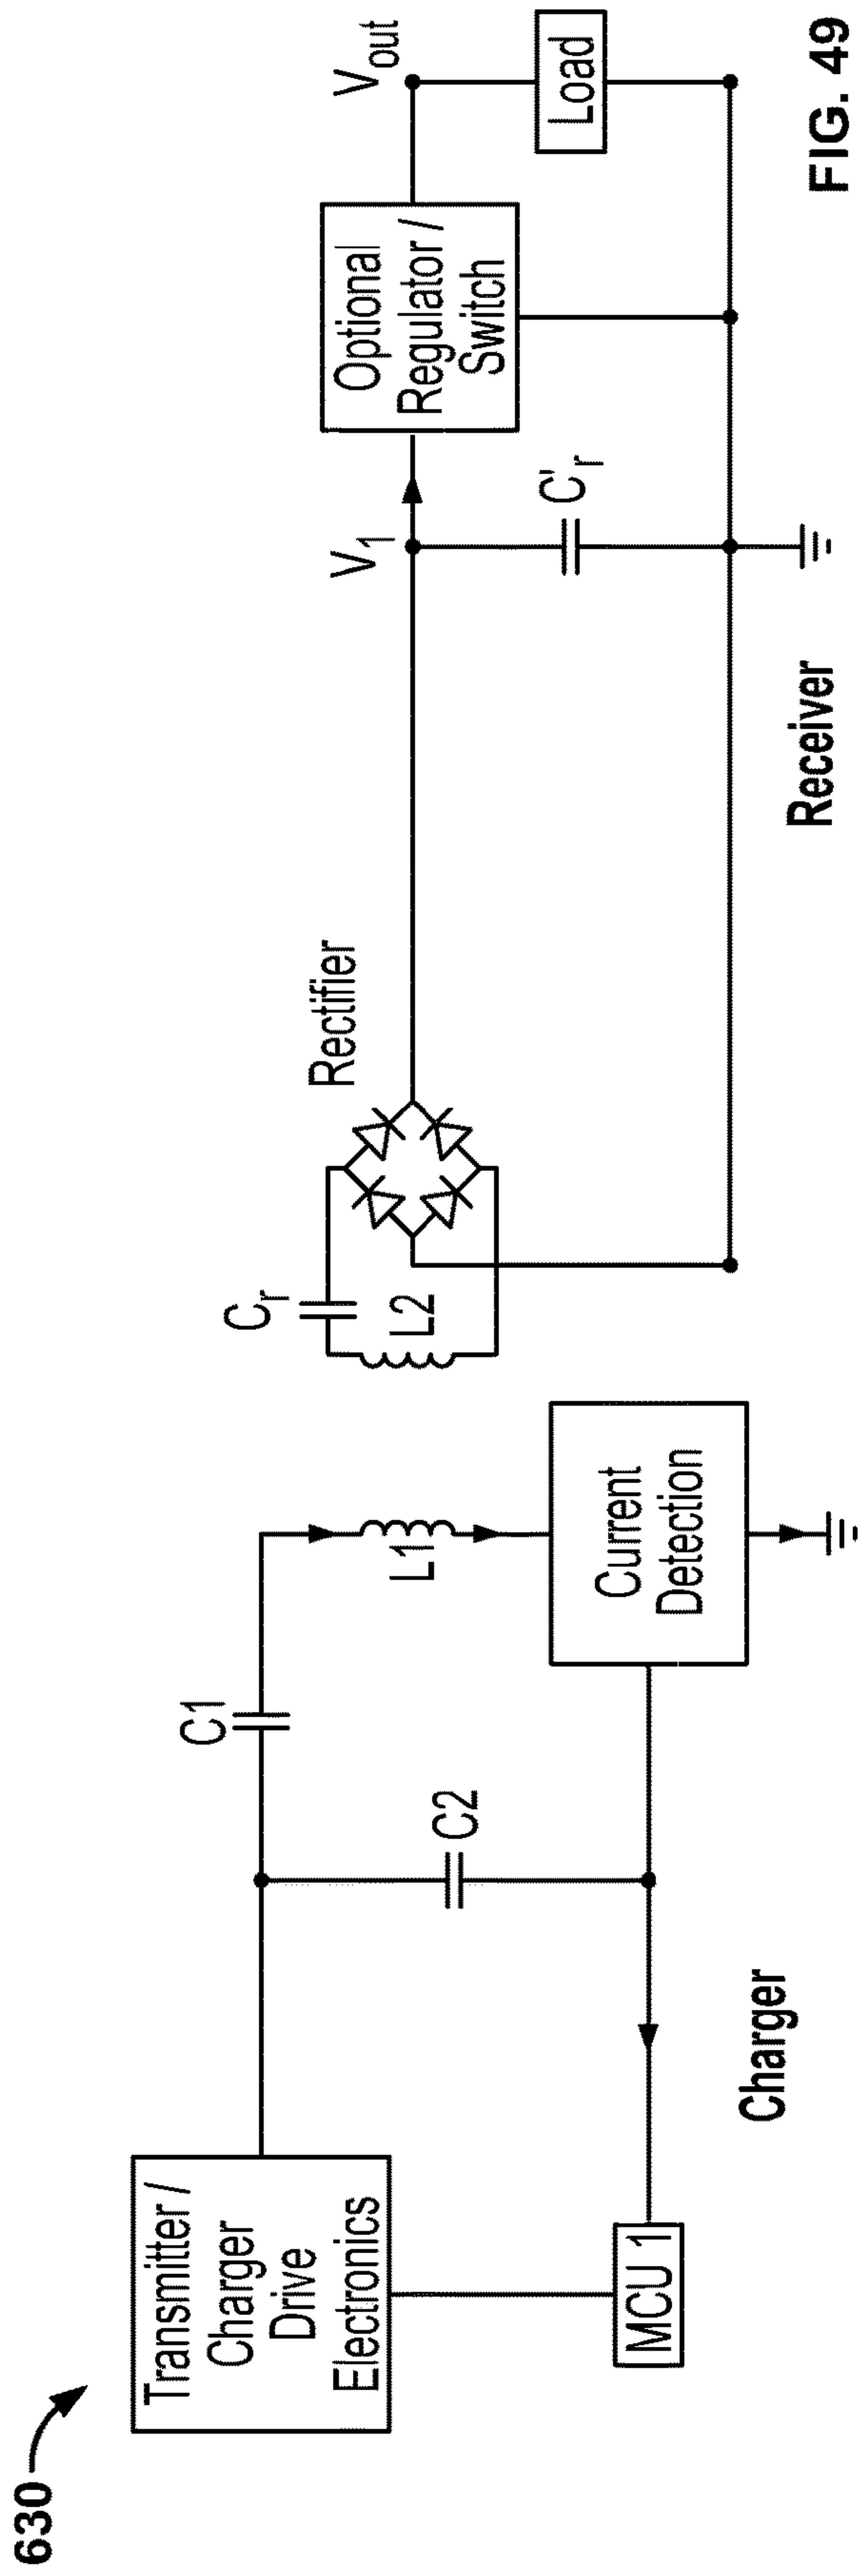 630
Transmitter /
Charger
Drive
Electronics
MCU 1
C2
C1
L1
Current
Detection
Charger
Cr
L2
Rectifier
V1
C'r
Optional
Regulator /
Switch
Vout
Load
Receiver
FIG. 49